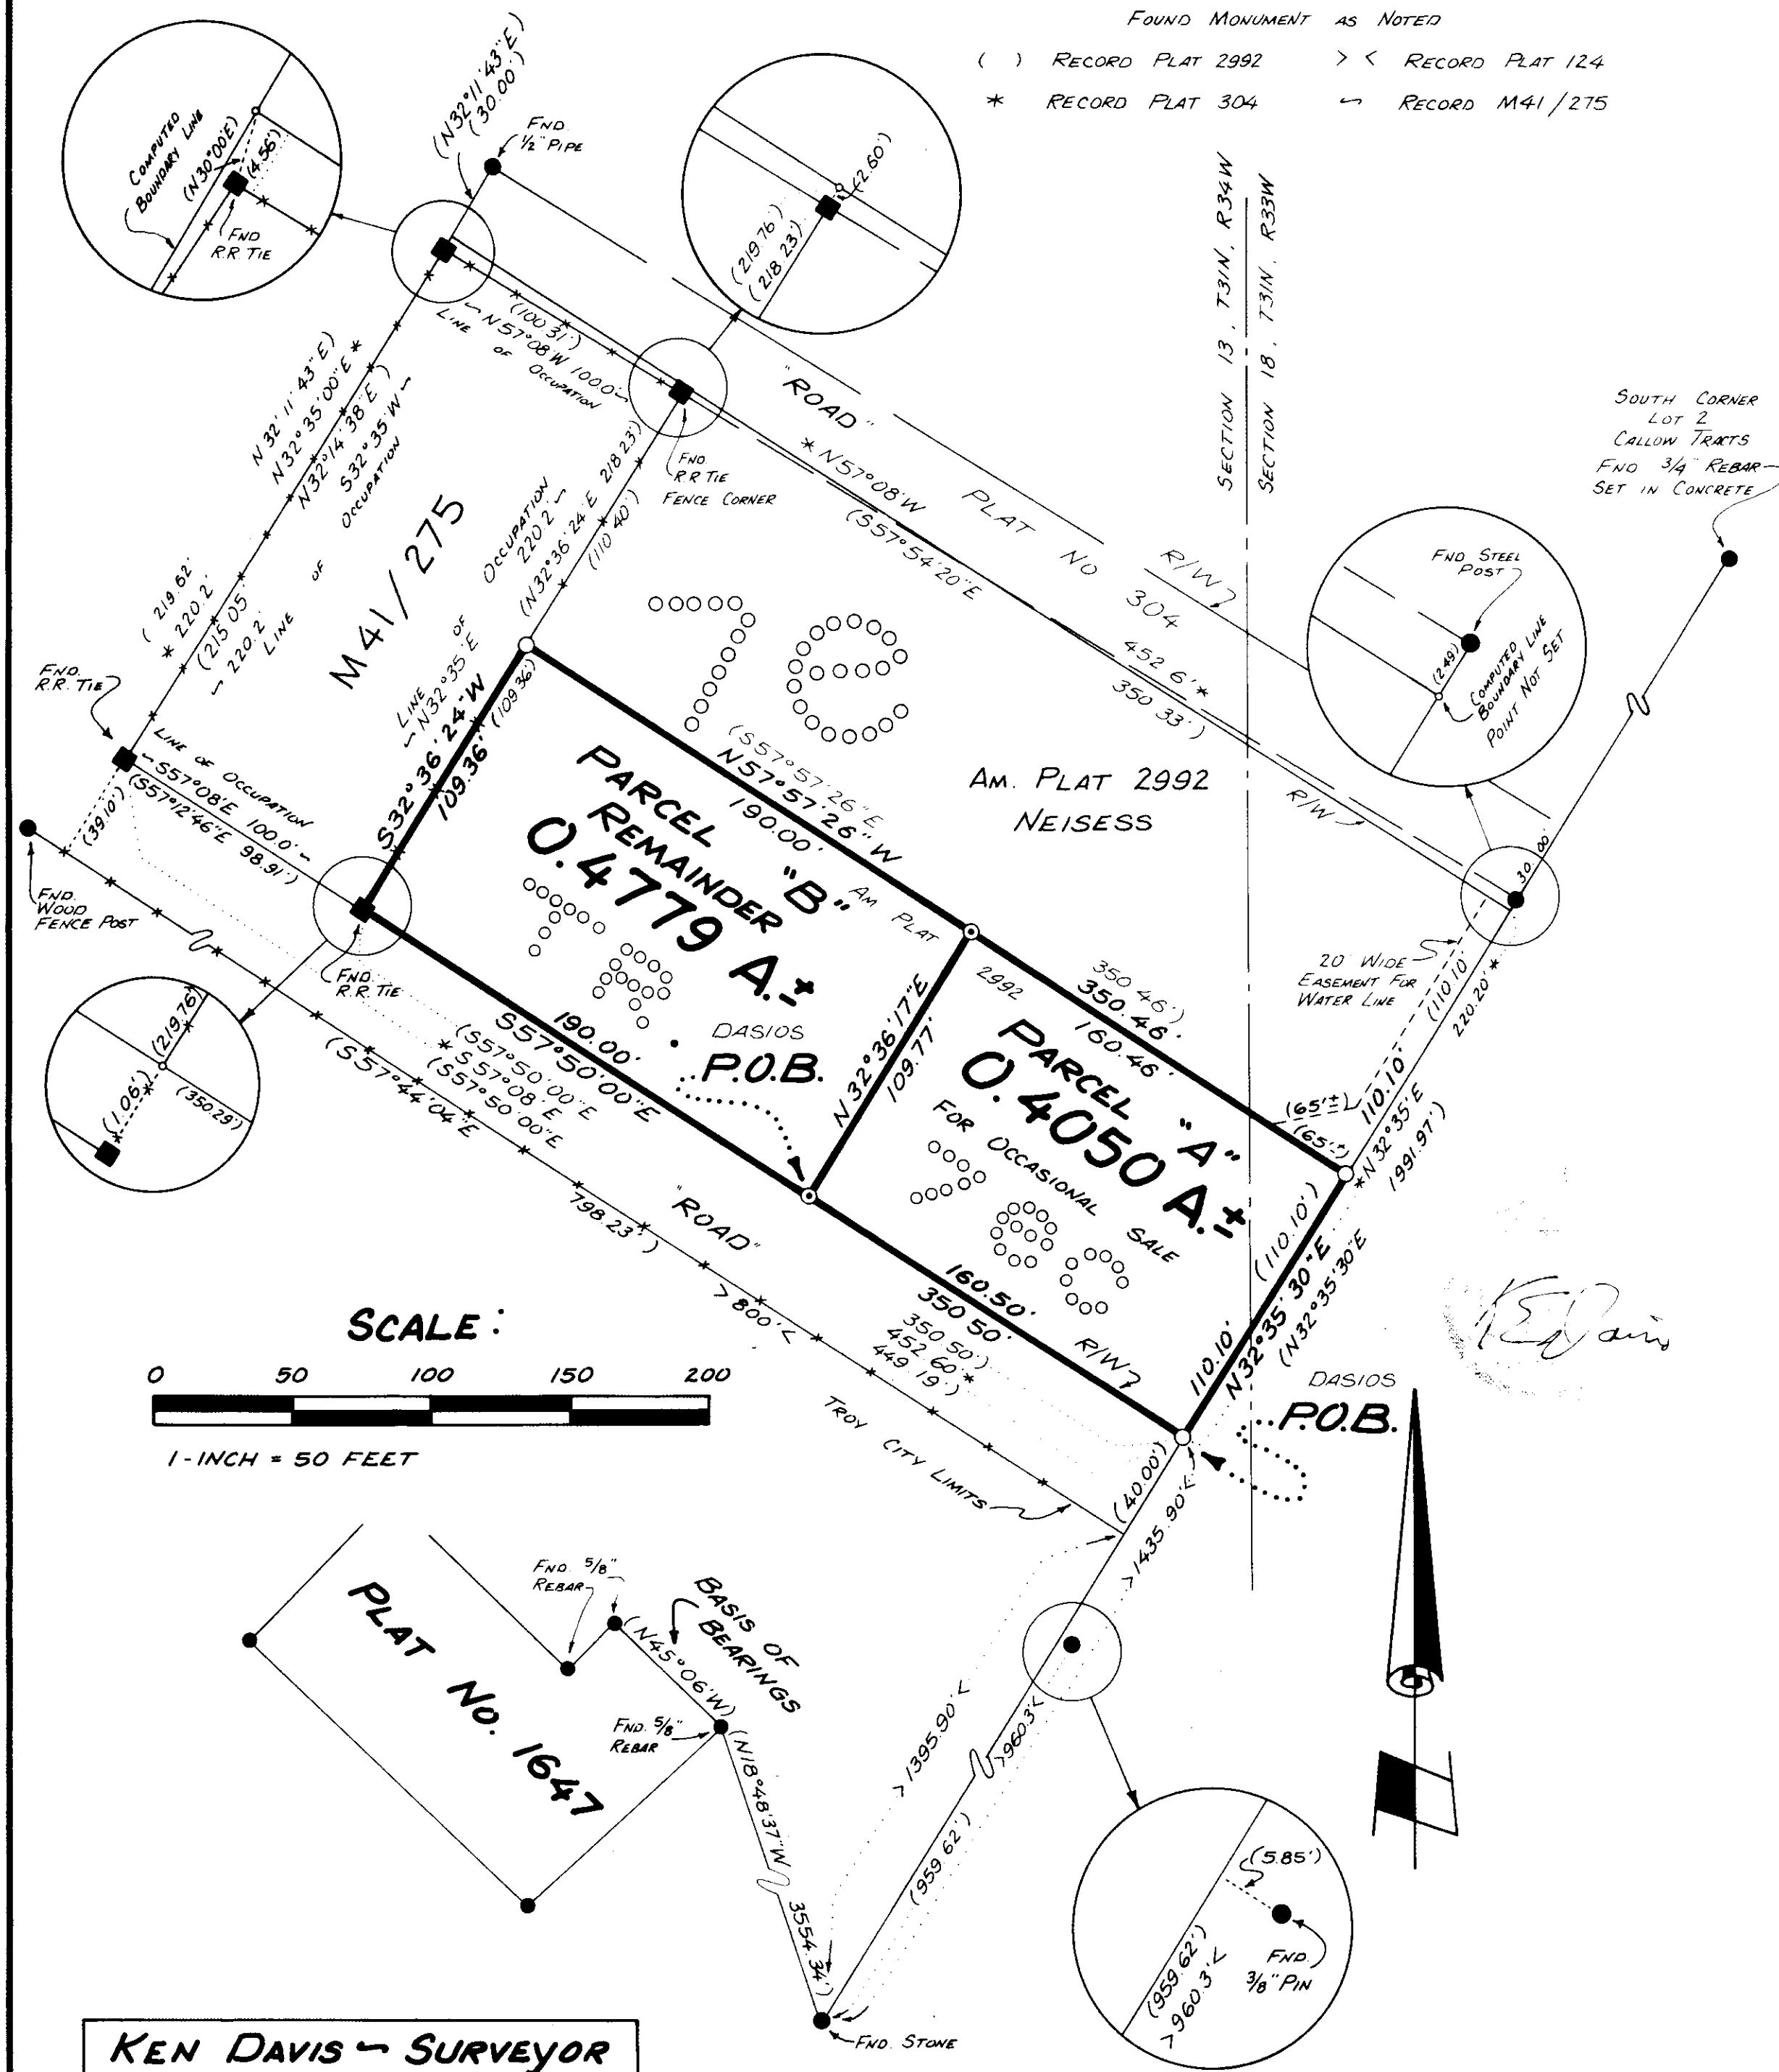 FOUND MONUMENT AS NOTED
( ) RECORD PLAT 2992
> < RECORD PLAT 124
* RECORD PLAT 304
~ RECORD M41/275
COMPUTED
BOUNDARY LINE
(N30°00'E)
(4.56')
FND
R.R. TIE
(N32°11'43"E)
(30.00')
FND.
1/2" PIPE
(2.60')
(219.76')
(218.23')
SECTION 13, T31N, R34W
SECTION 18, T31N, R33W
SOUTH CORNER
LOT 2
CALLOW TRACTS
FND 3/4" REBAR
SET IN CONCRETE
(100.31')
~ N57°08'W 100.0' ~
LINE OF OCCUPATION
"ROAD"
* N57°08'W
(S57°54'20"E
PLAT NO 304
R/W
452.6' *
350.33')
R/W
FND.
RR TIE
FENCE CORNER
FND STEEL
POST
(2.49')
COMPUTED
BOUNDARY LINE
POINT NOT SET
N32°11'43"E)
N32°35'00"E *
N32°14'38"E)
S32°35'W ~
OCCUPATION
(219.62'
* 220.2'
(215.05'
~ 220.2'
LINE OF
M41/275
OCCUPATION
220.2' ~
(N32°36'24"E 218.23')
(110.40')
LINE OF
~ N32°35'E
(109.36')
S32°36'24"W
109.36'
FND.
R.R. TIE
LINE OF OCCUPATION
~ S57°08'E 100.0' ~
(S57°12'46"E 98.91')
(39.10')
FND.
WOOD
FENCE POST
FND.
R.R. TIE
(219.76')
(1.06')
(350.29')
7e
AM. PLAT 2992
NEISESS
(S57°57'26"E
N57°57'26"W
190.00'
PARCEL "B"
REMAINDER
0.4779 A.±
AM PLAT
2992
350.46')
350.46'
160.46'
TR.
DASIOS
P.O.B.
N32°36'17"E
109.77'
PARCEL "A"
0.4050 A.±
FOR OCCASIONAL SALE
190.00'
S57°50'00"E
(S57°50'00"E
* S57°08'E
(S57°50'00"E
(S57°44'04"E
798.23')
"ROAD"
>800'<
160.50'
350.50'
350.50')
452.60' *
449.19')
R/W
TROY CITY LIMITS
20' WIDE
EASEMENT FOR
WATER LINE
30.00'
(110.10'
220.20' *
(65'±)
(65'±)
110.10'
* N32°35'E
1991.97')
(110.10')
110.10'
N32°35'30"E
(N32°35'30"E
DASIOS
P.O.B.
(40.00')
>1435.90'<
SCALE:
0 50 100 150 200
1-INCH = 50 FEET
PLAT No. 1647
FND. 5/8"
REBAR
(N45°06'W)
BASIS OF
BEARINGS
FND. 5/8"
REBAR
(N18°48'37"W
3554.34')
>1395.90'<
>960.3'<
(959.62')
FND. STONE
(5.85')
(959.62')
>960.3'<
FND.
3/8" PIN
KEN DAVIS ~ SURVEYOR